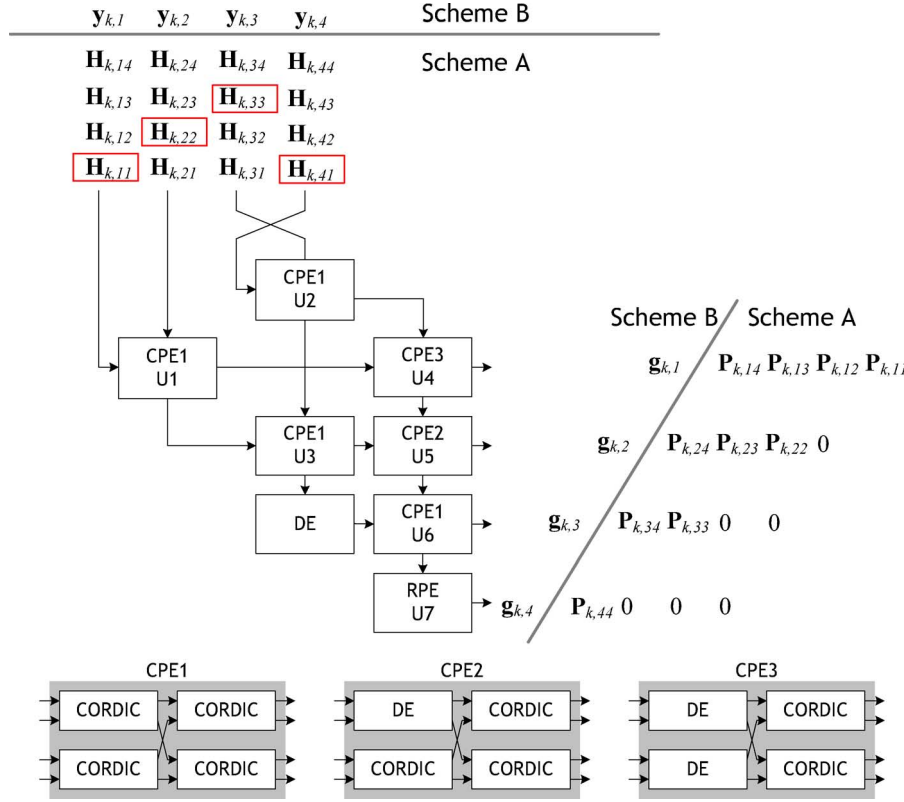 y_{k,1} y_{k,2} y_{k,3} y_{k,4} Scheme B
H_{k,14} H_{k,24} H_{k,34} H_{k,44} Scheme A
H_{k,13} H_{k,23} H_{k,33} H_{k,43}
H_{k,12} H_{k,22} H_{k,32} H_{k,42}
H_{k,11} H_{k,21} H_{k,31} H_{k,41}
CPE1
U2
Scheme B Scheme A
CPE1
U1
CPE3
U4
g_{k,1} P_{k,14} P_{k,13} P_{k,12} P_{k,11}
CPE1
U3
CPE2
U5
g_{k,2} P_{k,24} P_{k,23} P_{k,22} 0
DE
CPE1
U6
g_{k,3} P_{k,34} P_{k,33} 0 0
RPE
U7
g_{k,4} P_{k,44} 0 0 0
CPE1
CORDIC CORDIC
CORDIC CORDIC
CPE2
DE CORDIC
CORDIC CORDIC
CPE3
DE CORDIC
DE CORDIC